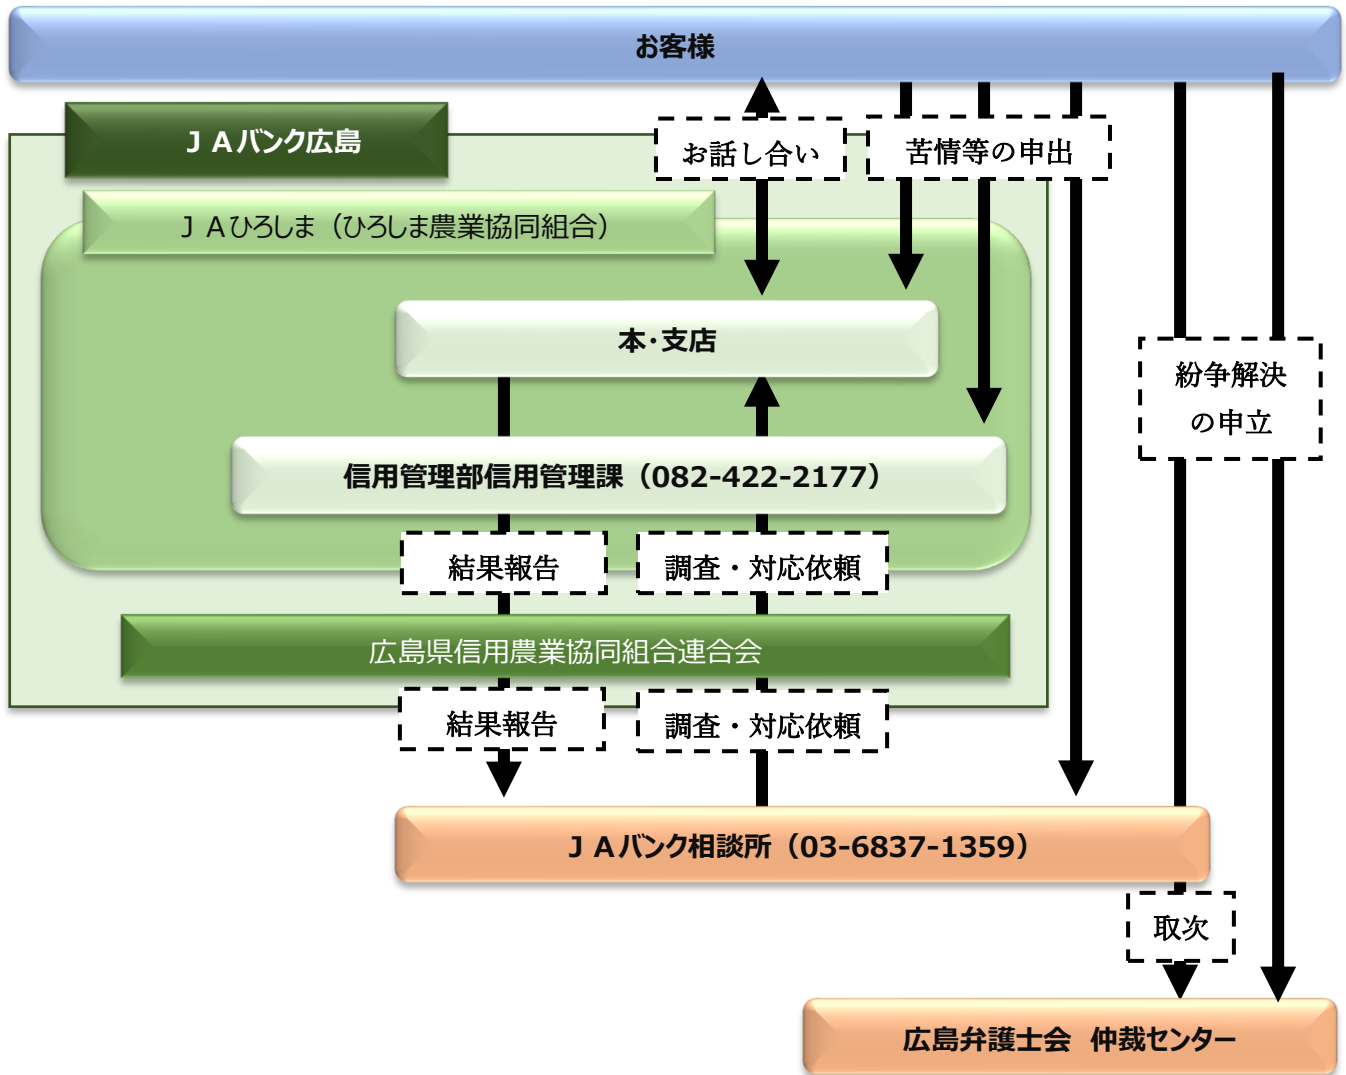 お客様
ＪＡバンク広島
お話し合い
苦情等の申出
ＪＡひろしま（ひろしま農業協同組合）
本・支店
紛争解決
の申立
信用管理部信用管理課（082-422-2177）
結果報告
調査・対応依頼
広島県信用農業協同組合連合会
結果報告
調査・対応依頼
ＪＡバンク相談所（03-6837-1359）
取次
広島弁護士会　仲裁センター